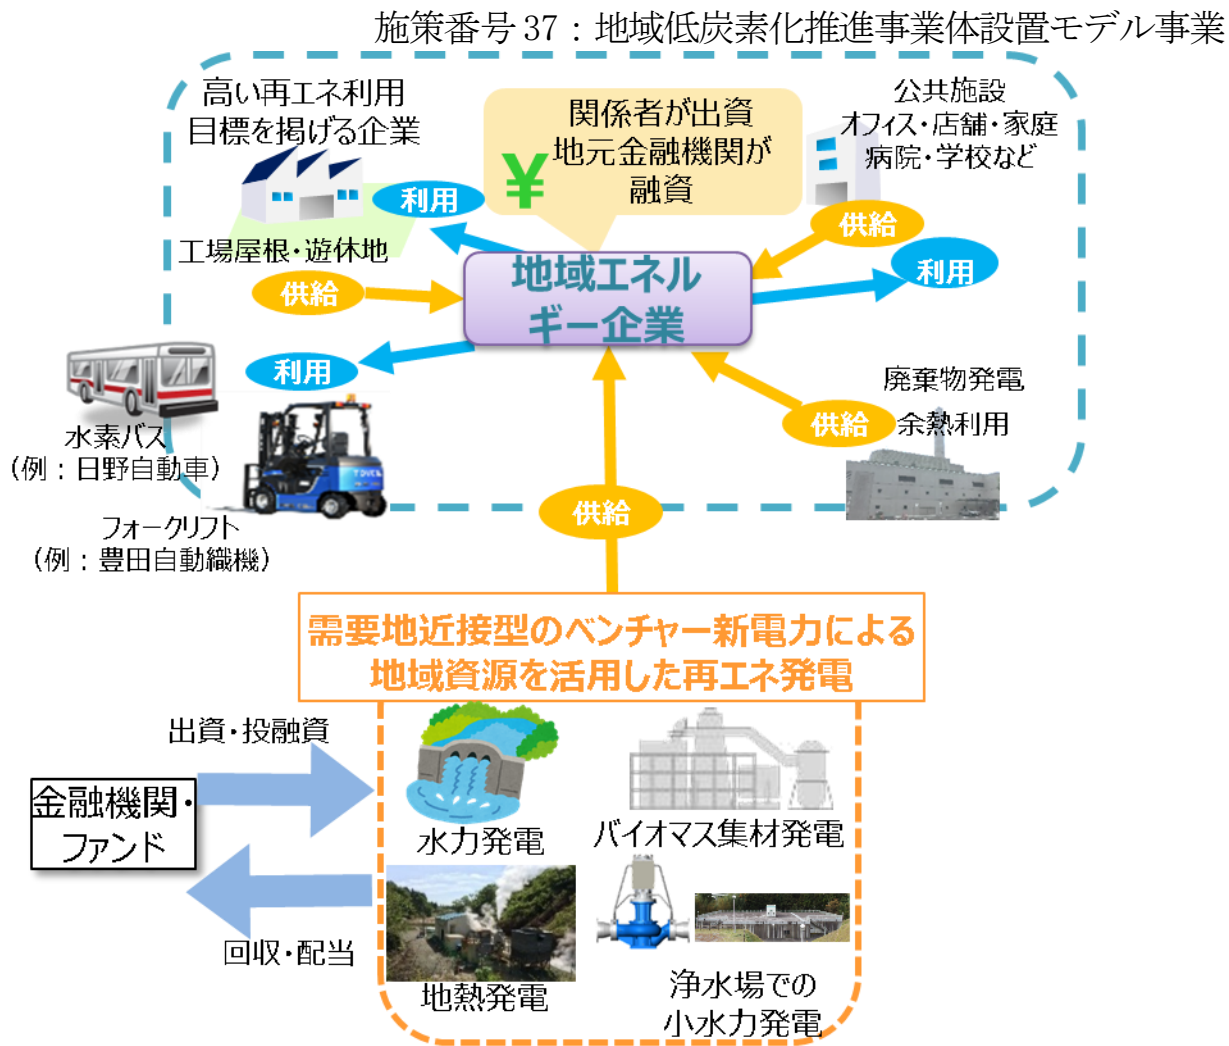 施策番号 37：地域低炭素化推進事業体設置モデル事業
高い再エネ利用
目標を掲げる企業
関係者が出資
地元金融機関が
融資
¥
公共施設
オフィス・店舗・家庭
病院・学校など
利用
供給
工場屋根・遊休地
供給
地域エネル
ギー企業
利用
利用
水素バス
（例：日野自動車）
廃棄物発電
供給
余熱利用
フォークリフト
（例：豊田自動織機）
供給
需要地近接型のベンチャー新電力による
地域資源を活用した再エネ発電
出資・投融資
金融機関・
ファンド
回収・配当
水力発電
バイオマス集材発電
地熱発電
浄水場での
小水力発電